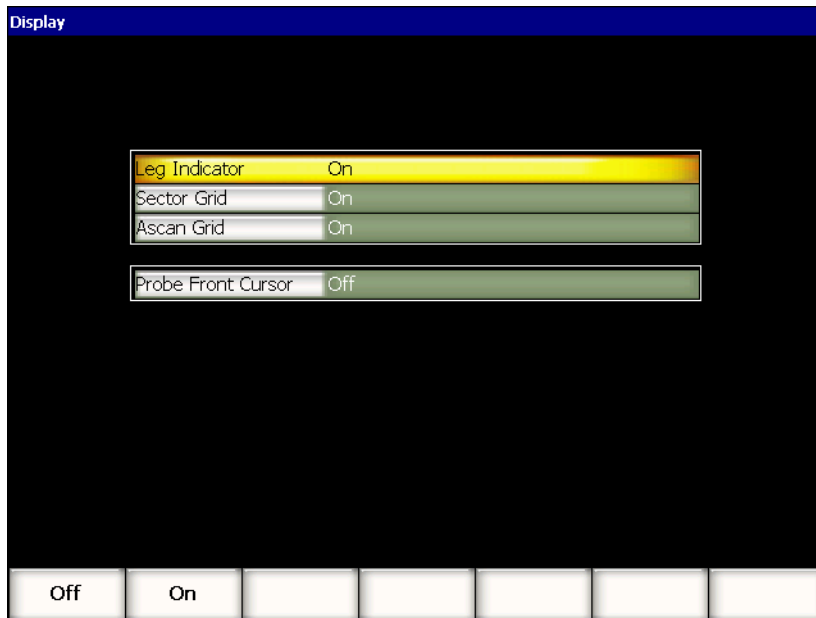 Display
Leg Indicator On
Sector Grid On
Ascan Grid On
Probe Front Cursor Off
Off On